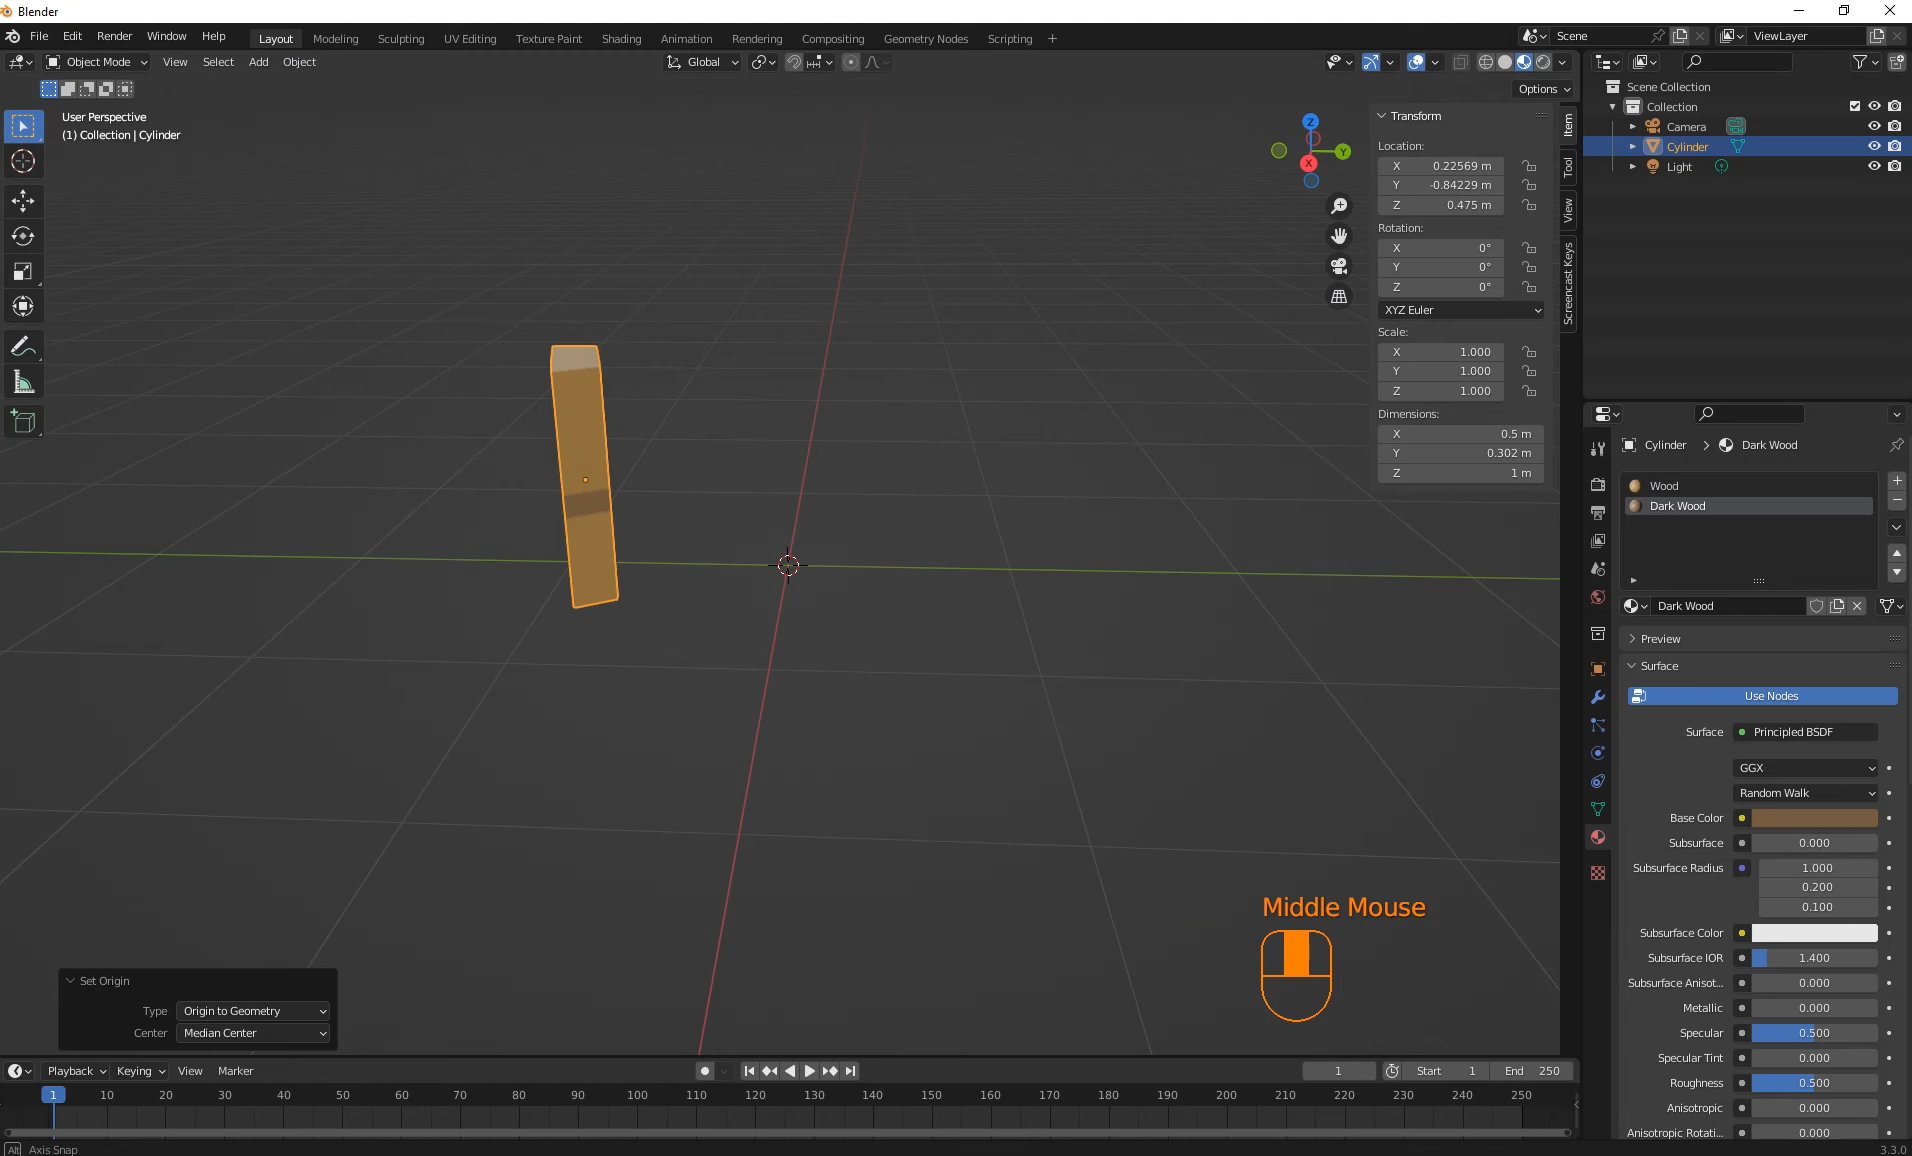 Blender
File Edit Render Window Help Layout Modeling Sculpting UV Editing Texture Paint Shading Animation Rendering Compositing Geometry Nodes Scripting + Scene ViewLayer
Object Mode View Select Add Object Global
Options
User Perspective
(1) Collection | Cylinder
Z
Y
X
Transform
Location:
X 0.22569 m
Y -0.84229 m
Z 0.475 m
Rotation:
X 0°
Y 0°
Z 0°
XYZ Euler
Scale:
X 1.000
Y 1.000
Z 1.000
Dimensions:
X 0.5 m
Y 0.302 m
Z 1 m
Item
Tool
View
Screencast Keys
Scene Collection
Collection
Camera
Cylinder
Light
Cylinder > Dark Wood
Wood
Dark Wood
Dark Wood
Preview
Surface
Use Nodes
Surface Principled BSDF
GGX
Random Walk
Base Color
Subsurface 0.000
Subsurface Radius 1.000
0.200
0.100
Subsurface Color
Subsurface IOR 1.400
Subsurface Anisot... 0.000
Metallic 0.000
Specular 0.500
Specular Tint 0.000
Roughness 0.500
Anisotropic 0.000
Anisotropic Rotati... 0.000
Middle Mouse
Set Origin
Type Origin to Geometry
Center Median Center
Playback Keying View Marker 1 Start 1 End 250
1 10 20 30 40 50 60 70 80 90 100 110 120 130 140 150 160 170 180 190 200 210 220 230 240 250
Alt Axis Snap
3.3.0